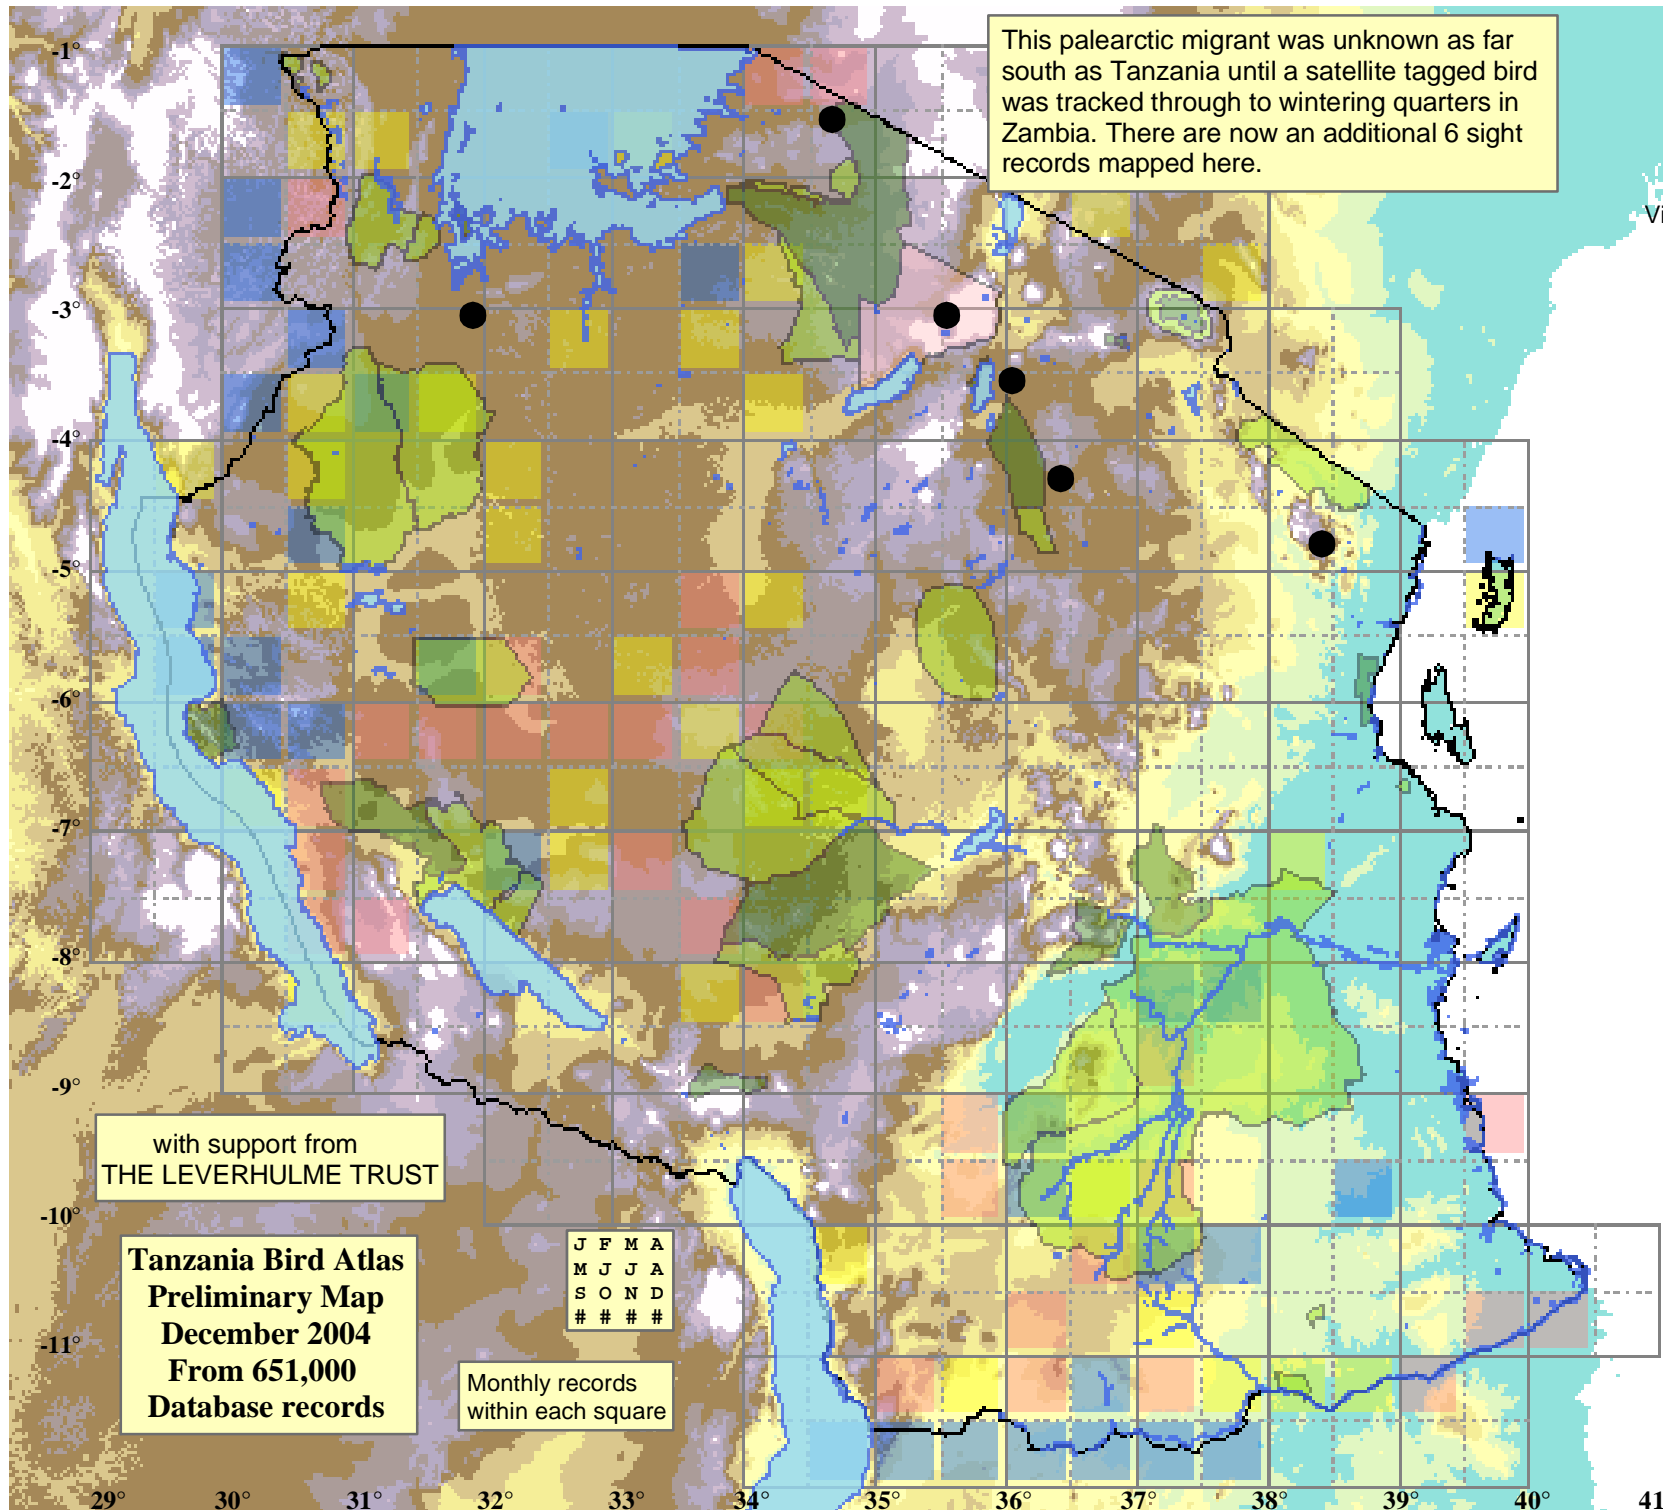 This palearctic migrant was unknown as far
south as Tanzania until a satellite tagged bird
was tracked through to wintering quarters in
Zambia. There are now an additional 6 sight
records mapped here.
Vi
-1°
-2°
-3°
-4°
-5°
-6°
-7°
-8°
-9°
-10°
-11°
with support from
THE LEVERHULME TRUST
Tanzania Bird Atlas
Preliminary Map
December 2004
From 651,000
Database records
J F M A
M J J A
S O N D
# # # #
Monthly records
within each square
29° 30° 31° 32° 33° 34° 35° 36° 37° 38° 39° 40° 41